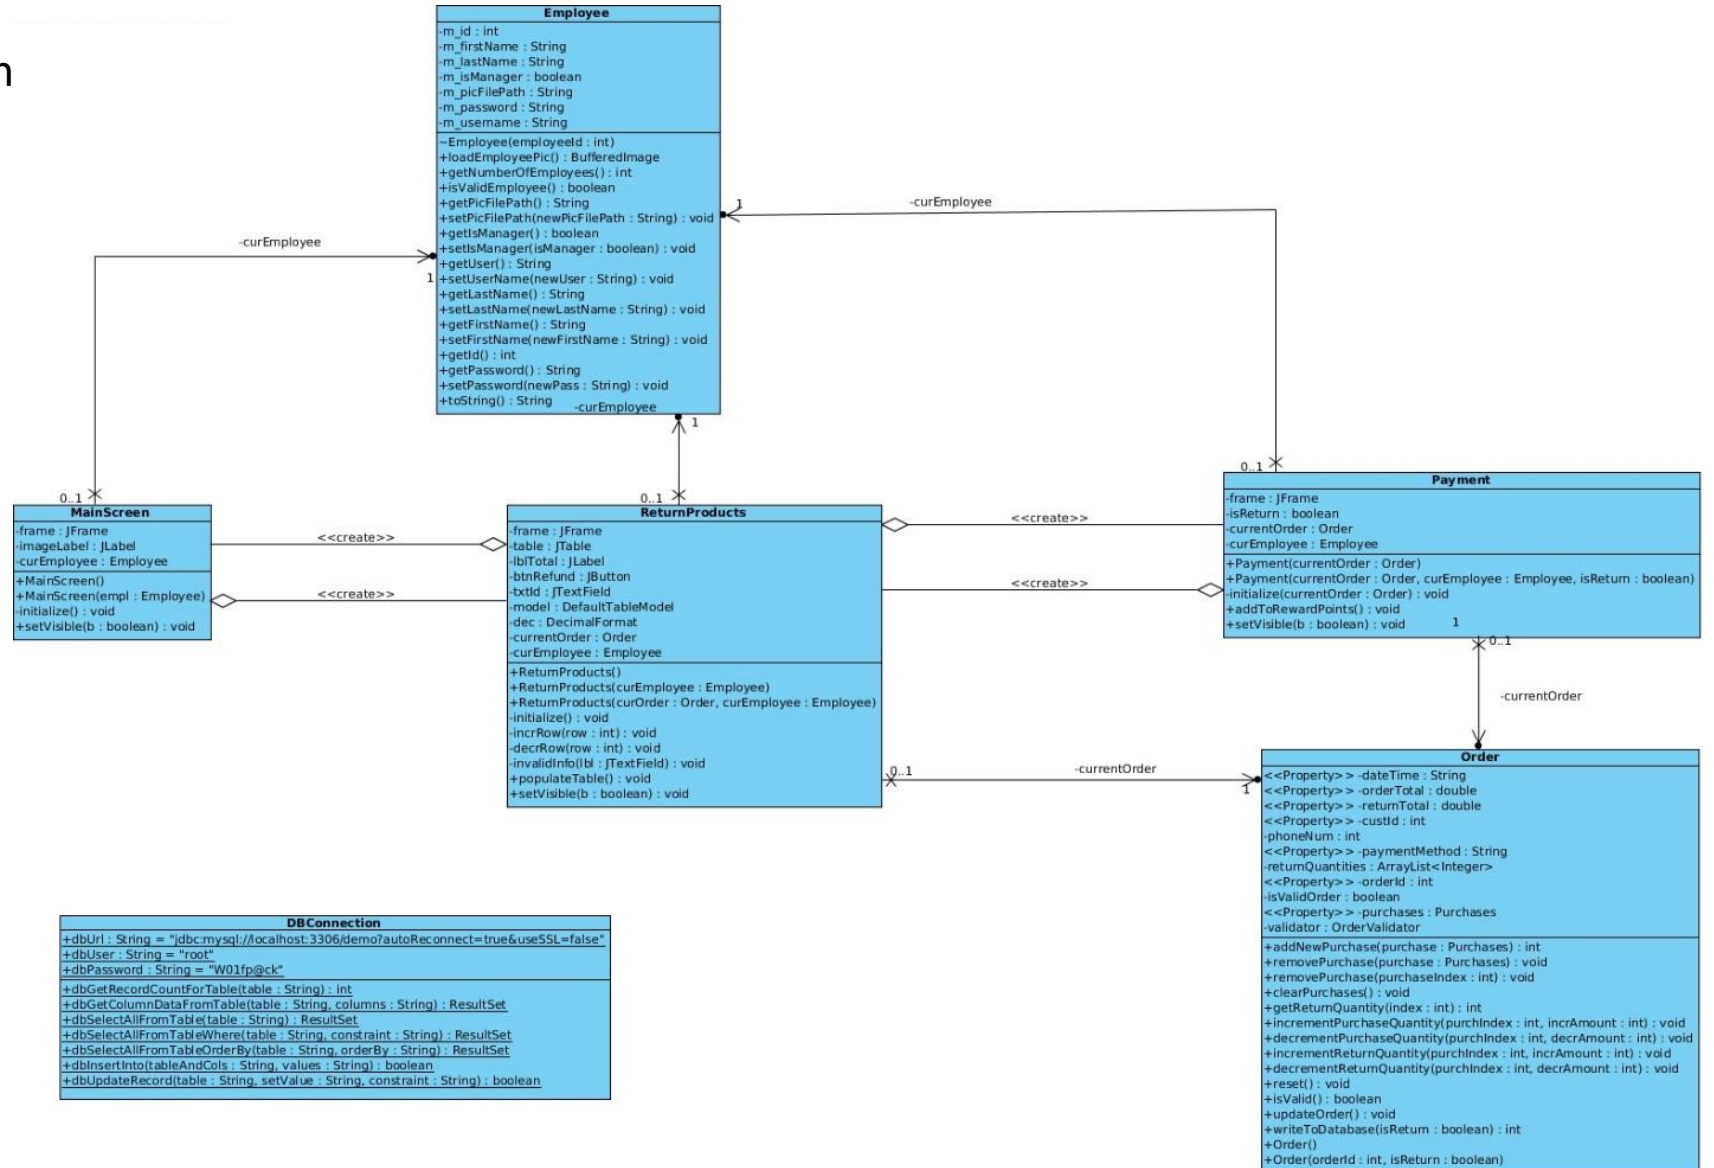 n
Employee
-m_id : int
-m_firstName : String
-m_lastName : String
-m_isManager : boolean
-m_picFilePath : String
-m_password : String
-m_username : String
~Employee(employeeId : int)
+loadEmployeePic() : BufferedImage
+getNumberOfEmployees() : int
+isValidEmployee() : boolean
+getPicFilePath() : String
+setPicFilePath(newPicFilePath : String) : void
+getIsManager() : boolean
+setIsManager(isManager : boolean) : void
+getUser() : String
+setUserName(newUser : String) : void
+getLastName() : String
+setLastName(newLastName : String) : void
+getFirstName() : String
+setFirstName(newFirstName : String) : void
+getId() : int
+getPassword() : String
+setPassword(newPass : String) : void
+toString() : String
-curEmployee
1
0..1
-curEmployee
1
0..1
-curEmployee
1
0..1
MainScreen
-frame : JFrame
-imageLabel : JLabel
-curEmployee : Employee
+MainScreen()
+MainScreen(empl : Employee)
-initialize() : void
+setVisible(b : boolean) : void
<<create>>
<<create>>
ReturnProducts
-frame : JFrame
-table : JTable
-lblTotal : JLabel
-btnRefund : JButton
-txtId : JTextField
-model : DefaultTableModel
-dec : DecimalFormat
-currentOrder : Order
-curEmployee : Employee
+ReturnProducts()
+ReturnProducts(curEmployee : Employee)
+ReturnProducts(curOrder : Order, curEmployee : Employee)
-initialize() : void
-incrRow(row : int) : void
-decrRow(row : int) : void
-invalidInfo(lbl : JTextField) : void
+populateTable() : void
+setVisible(b : boolean) : void
<<create>>
<<create>>
Payment
-frame : JFrame
-isReturn : boolean
-currentOrder : Order
-curEmployee : Employee
+Payment(currentOrder : Order)
+Payment(currentOrder : Order, curEmployee : Employee, isReturn : boolean)
-initialize(currentOrder : Order) : void
+addToRewardPoints() : void
+setVisible(b : boolean) : void
1
0..1
-currentOrder
0..1
-currentOrder
1
Order
<<Property>> -dateTime : String
<<Property>> -orderTotal : double
<<Property>> -returnTotal : double
<<Property>> -custId : int
-phoneNum : int
<<Property>> -paymentMethod : String
-returnQuantities : ArrayList<Integer>
<<Property>> -orderId : int
-isValidOrder : boolean
<<Property>> -purchases : Purchases
-validator : OrderValidator
+addNewPurchase(purchase : Purchases) : int
+removePurchase(purchase : Purchases) : void
+removePurchase(purchaseIndex : int) : void
+clearPurchases() : void
+getReturnQuantity(index : int) : int
+incrementPurchaseQuantity(purchIndex : int, incrAmount : int) : void
+decrementPurchaseQuantity(purchIndex : int, decrAmount : int) : void
+incrementReturnQuantity(purchIndex : int, incrAmount : int) : void
+decrementReturnQuantity(purchIndex : int, decrAmount : int) : void
+reset() : void
+isValid() : boolean
+updateOrder() : void
+writeToDatabase(isReturn : boolean) : int
+Order()
+Order(orderId : int, isReturn : boolean)
DBConnection
+dbUrl : String = "jdbc:mysql://localhost:3306/demo?autoReconnect=true&useSSL=false"
+dbUser : String = "root"
+dbPassword : String = "W01fp@ck"
+dbGetRecordCountForTable(table : String) : int
+dbGetColumnDataFromTable(table : String, columns : String) : ResultSet
+dbSelectAllFromTable(table : String) : ResultSet
+dbSelectAllFromTableWhere(table : String, constraint : String) : ResultSet
+dbSelectAllFromTableOrderBy(table : String, orderBy : String) : ResultSet
+dbInsertInto(tableAndCols : String, values : String) : boolean
+dbUpdateRecord(table : String, setValue : String, constraint : String) : boolean